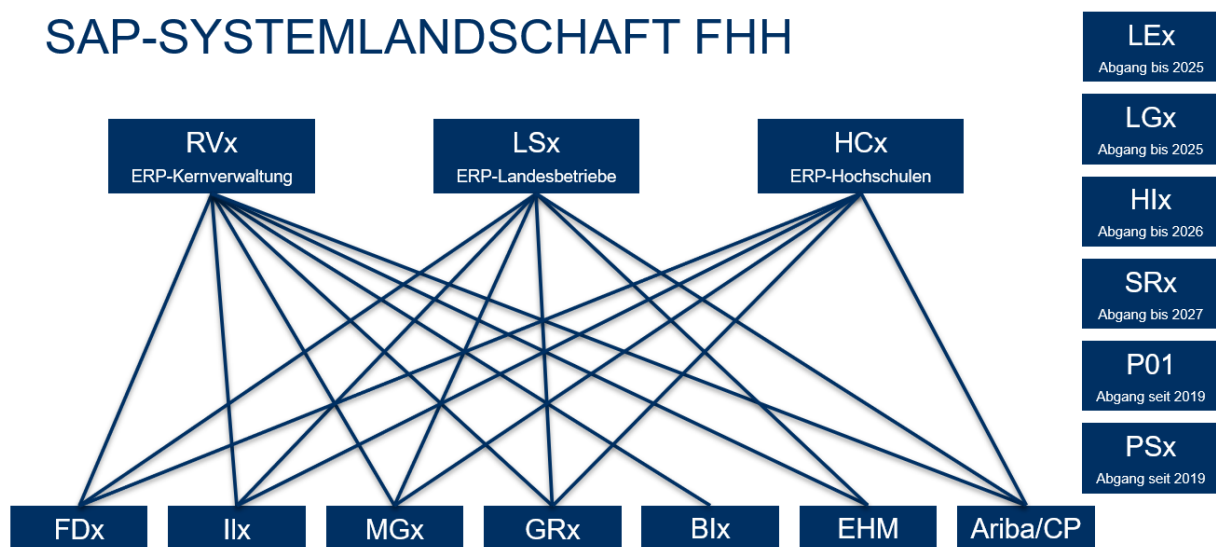 SAP-SYSTEMLANDSCHAFT FHH
RVx
ERP-Kernverwaltung
LSx
ERP-Landesbetriebe
HCx
ERP-Hochschulen
LEx
Abgang bis 2025
LGx
Abgang bis 2025
HIx
Abgang bis 2026
SRx
Abgang bis 2027
P01
Abgang seit 2019
PSx
Abgang seit 2019
FDx
IIx
MGx
GRx
BIx
EHM
Ariba/CP